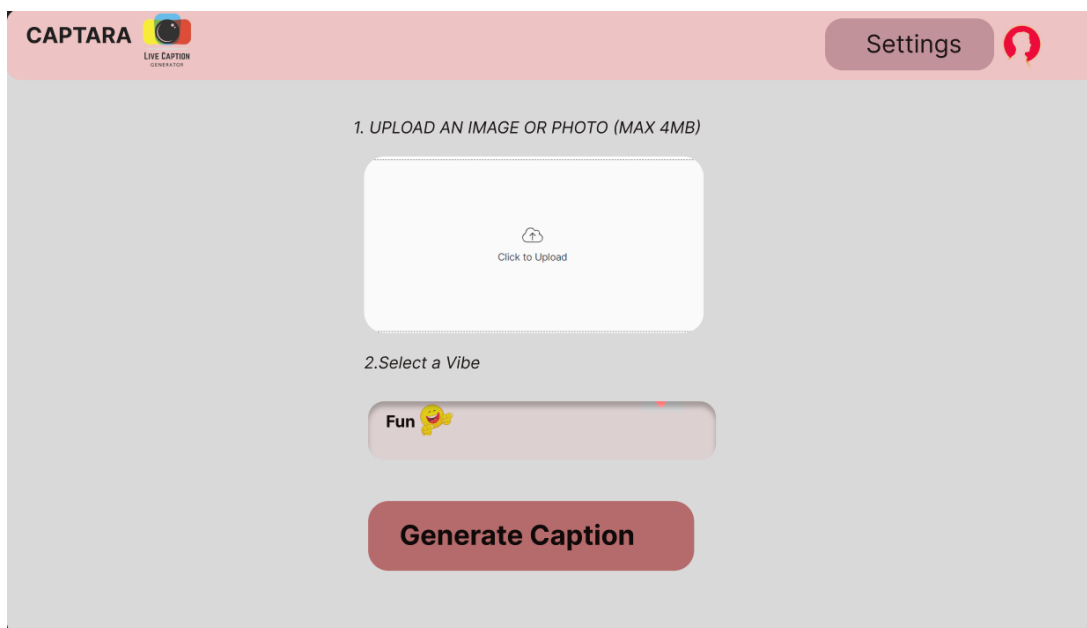 CAPTARA
LIVE CAPTION
GENERATOR
Settings
1. UPLOAD AN IMAGE OR PHOTO (MAX 4MB)
Click to Upload
2.Select a Vibe
Fun
Generate Caption